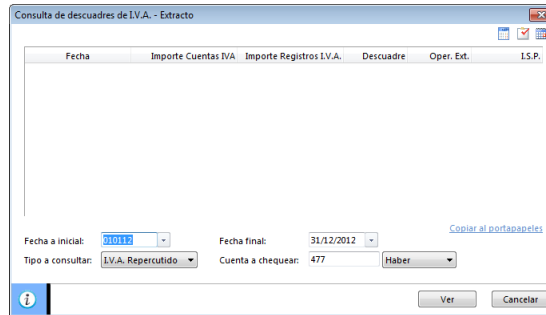 Consulta de descuadres de I.V.A. - Extracto
Fecha Importe Cuentas IVA Importe Registros I.V.A. Descuadre Oper. Ext. I.S.P.
Copiar al portapapeles
Fecha a inicial: 010112 Fecha final: 31/12/2012
Tipo a consultar: I.V.A. Repercutido Cuenta a chequear: 477 Haber
Ver Cancelar